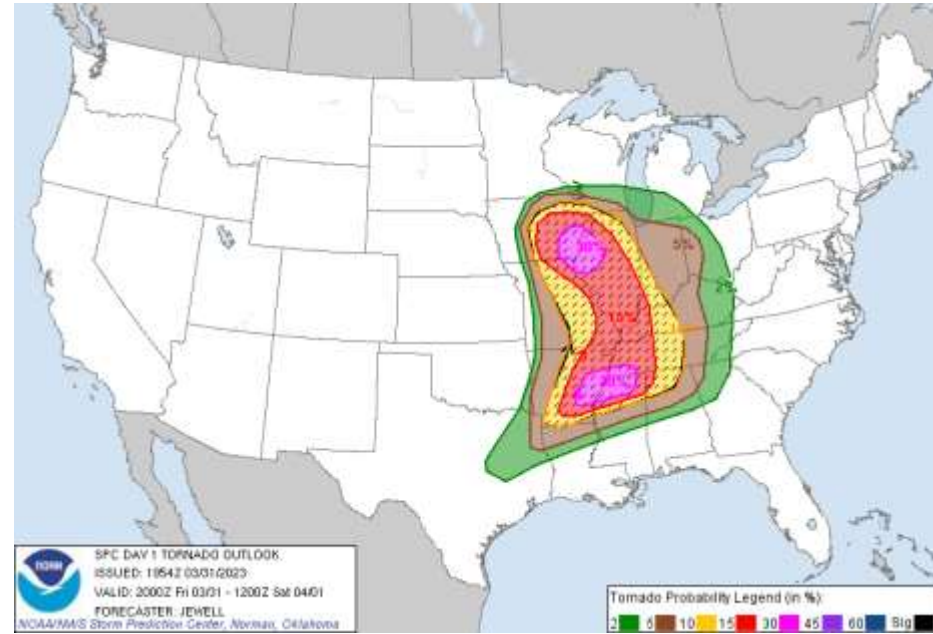 5%
2%
15%
SPC DAY 1 TORNADO OUTLOOK
ISSUED: 1954Z 03/31/2023
VALID: 2000Z Fri 03/31 - 1200Z Sat 04/01
FORECASTER: JEWELL
NOAA/NWS Storm Prediction Center, Norman, Oklahoma
NOAA
Tornado Probability Legend (in %):
2 5 10 15 30 45 60 Sig